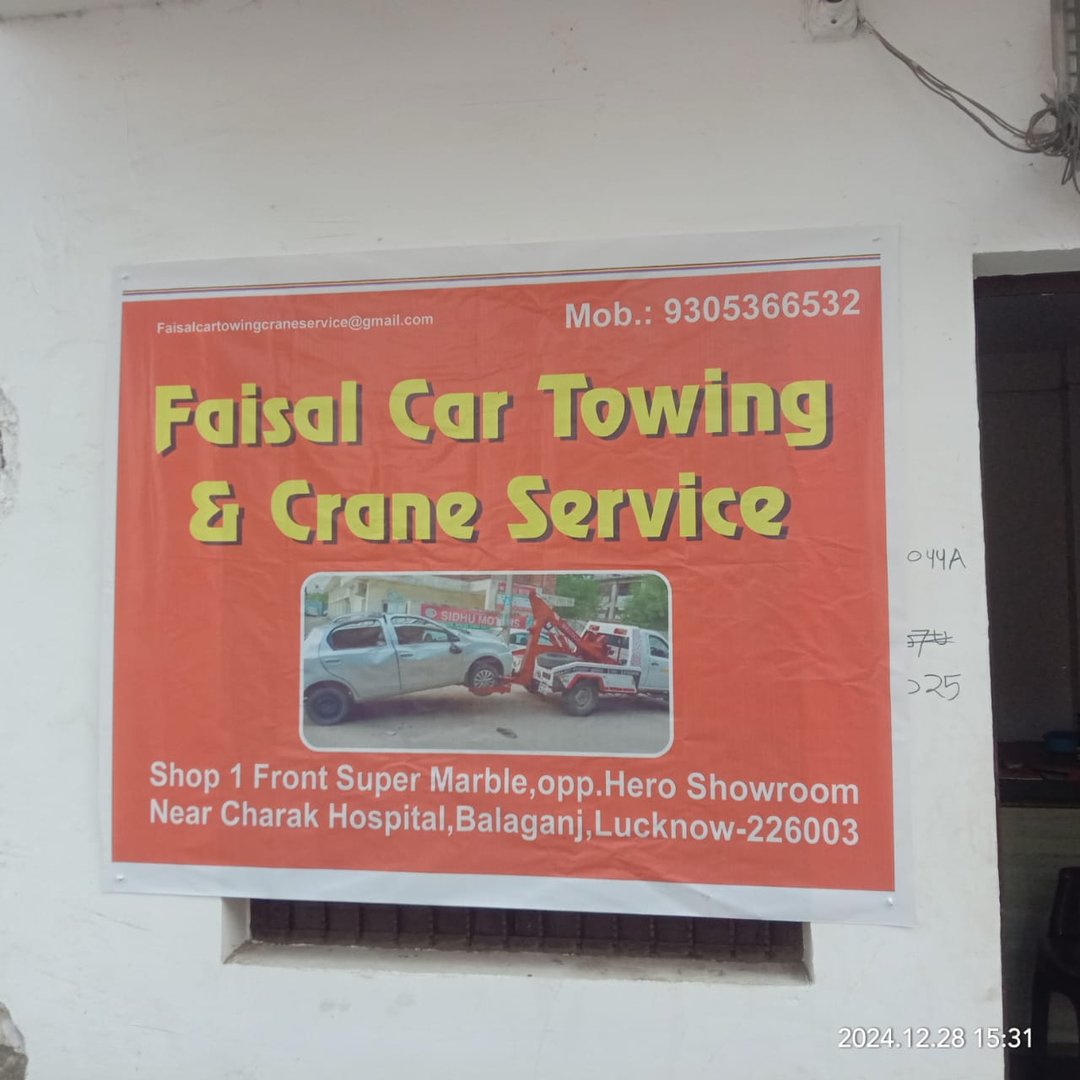 Faisalcartowingcraneservice@gmail.com
Mob.: 9305366532
Faisal Car Towing
& Crane Service
SIDHU MOTORS
Shop 1 Front Super Marble,opp.Hero Showroom
Near Charak Hospital,Balaganj,Lucknow-226003
044A
025
2024.12.28 15:31